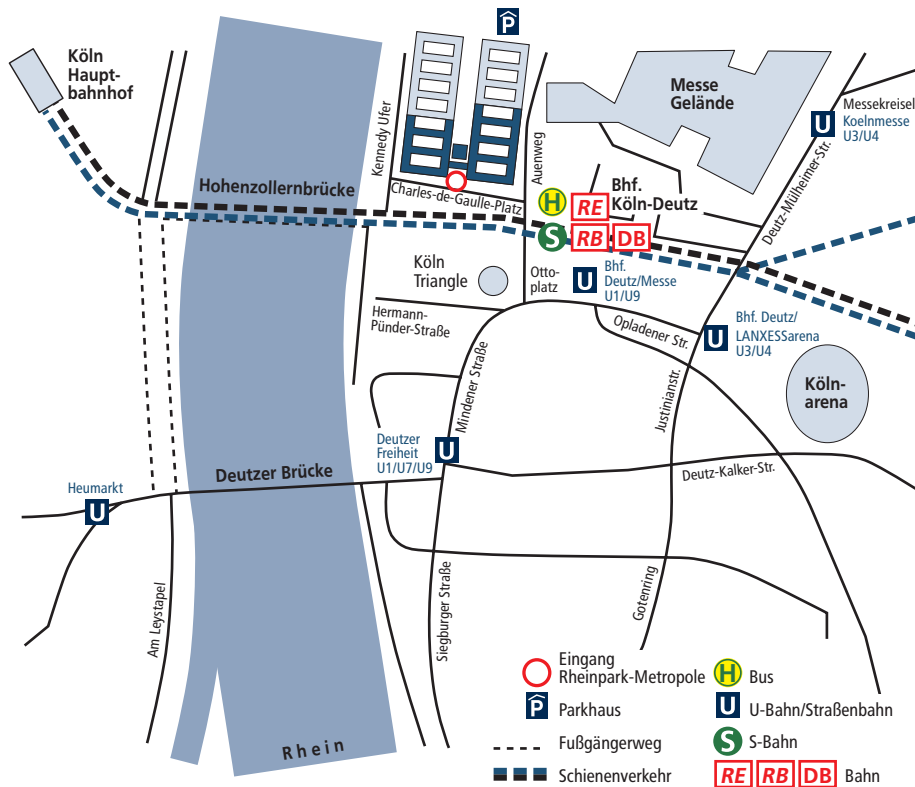 P
Köln
Haupt-
bahnhof
Kennedy Ufer
Auenweg
Messe
Gelände
Messekreisel
Koelnmesse
U3/U4
U
Deutz-Mülheimer-Str.
Hohenzollernbrücke
Charles-de-Gaulle-Platz
H
RE
Bhf.
Köln-Deutz
S
RB
DB
Köln
Triangle
Otto-
platz
U
Bhf.
Deutz/Messe
U1/U9
Hermann-
Pünder-Straße
Opladener Str.
U
Bhf. Deutz/
LANXESSarena
U3/U4
Mindener Straße
Justinianstr.
Köln-
arena
Deutzer
Freiheit
U1/U7/U9
U
Deutzer Brücke
Deutz-Kalker-Str.
Heumarkt
U
Am Leystapel
Siegburger Straße
Gotenring
Rhein
Eingang
Rheinpark-Metropole
H
Bus
P
Parkhaus
U
U-Bahn/Straßenbahn
Fußgängerweg
S
S-Bahn
Schienenverkehr
RE
RB
DB
Bahn